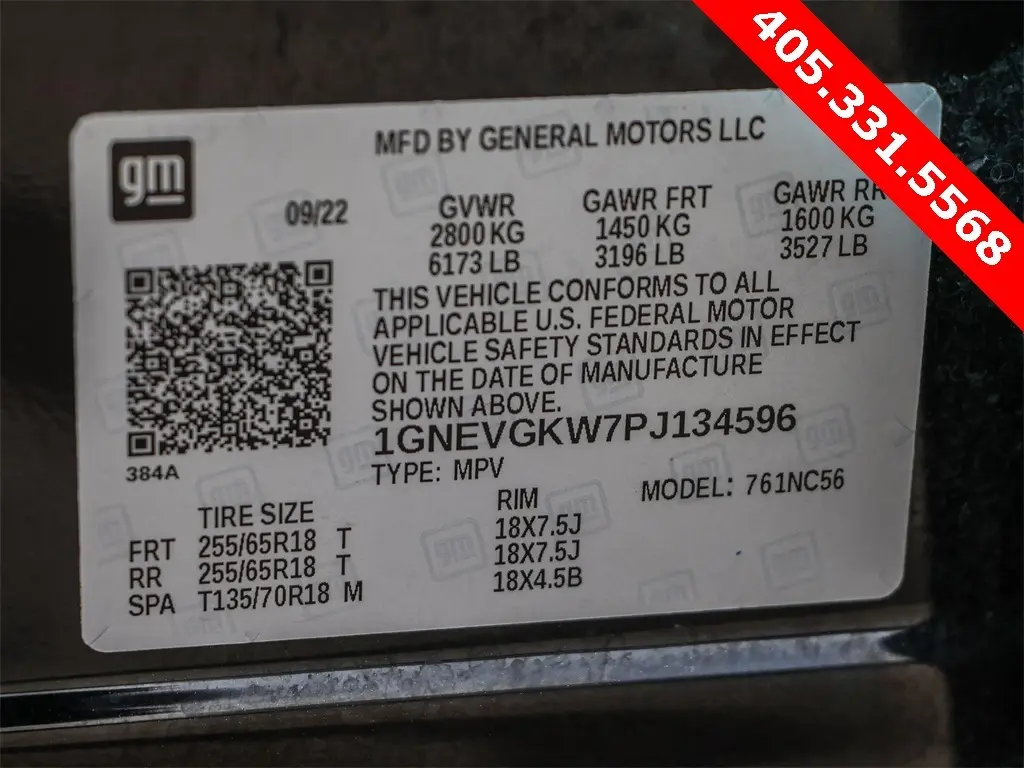 405.331.5568
gm
MFD BY GENERAL MOTORS LLC
09/22
GVWR GAWR FRT GAWR RR
2800 KG 1450 KG 1600 KG
6173 LB 3196 LB 3527 LB
THIS VEHICLE CONFORMS TO ALL
APPLICABLE U.S. FEDERAL MOTOR
VEHICLE SAFETY STANDARDS IN EFFECT
ON THE DATE OF MANUFACTURE
SHOWN ABOVE.
1GNEVGKW7PJ134596
384A
TYPE: MPV
MODEL: 761NC56
TIRE SIZE RIM
FRT 255/65R18 T 18X7.5J
RR 255/65R18 T 18X7.5J
SPA T135/70R18 M 18X4.5B